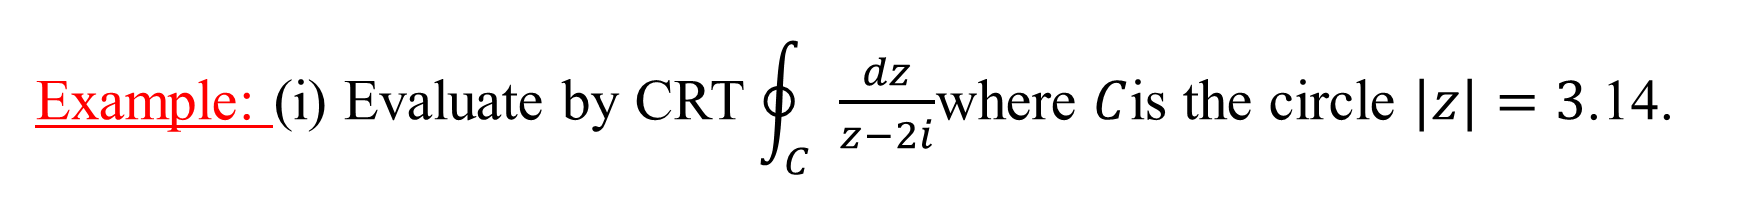 Example: (i) Evaluate by CRT ∮_C dz/(z−2i) where C is the circle |z| = 3.14.